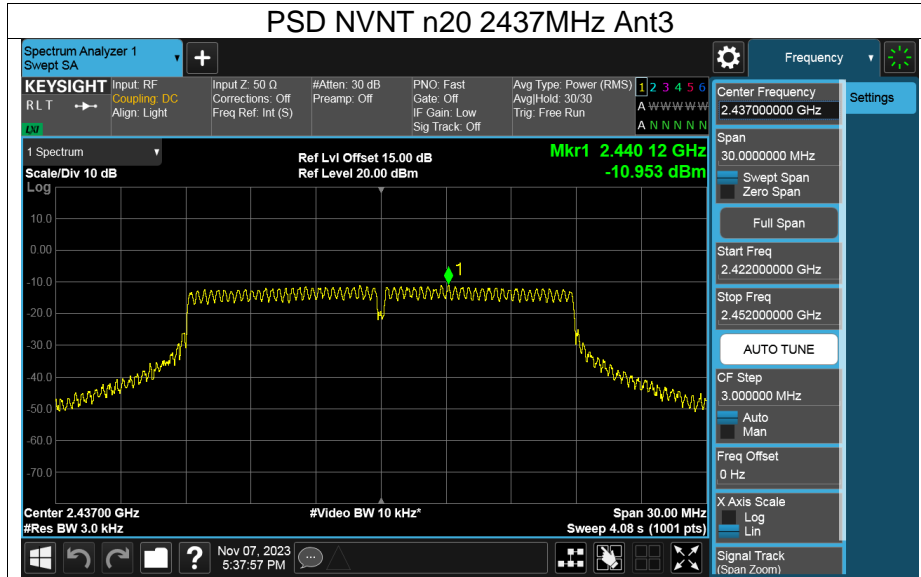 PSD NVNT n20 2437MHz Ant3
Spectrum Analyzer 1
Swept SA
Frequency
KEYSIGHT
R L T
LXI
Input: RF
Coupling: DC
Align: Light
Input Z: 50 Ω
Corrections: Off
Freq Ref: Int (S)
#Atten: 30 dB
Preamp: Off
PNO: Fast
Gate: Off
IF Gain: Low
Sig Track: Off
Avg Type: Power (RMS)
Avg|Hold: 30/30
Trig: Free Run
1 2 3 4 5 6
A W W W W W
A N N N N N
Center Frequency
2.437000000 GHz
Settings
1 Spectrum
Ref Lvl Offset 15.00 dB
Mkr1 2.440 12 GHz
Scale/Div 10 dB
Ref Level 20.00 dBm
-10.953 dBm
Log
10.0
0.00
-10.0
-20.0
-30.0
-40.0
-50.0
-60.0
-70.0
1
Center 2.43700 GHz
#Video BW 10 kHz*
Span 30.00 MHz
#Res BW 3.0 kHz
Sweep 4.08 s (1001 pts)
Span
30.0000000 MHz
Swept Span
Zero Span
Full Span
Start Freq
2.422000000 GHz
Stop Freq
2.452000000 GHz
AUTO TUNE
CF Step
3.000000 MHz
Auto
Man
Freq Offset
0 Hz
X Axis Scale
Log
Lin
Signal Track
(Span Zoom)
?
Nov 07, 2023
5:37:57 PM